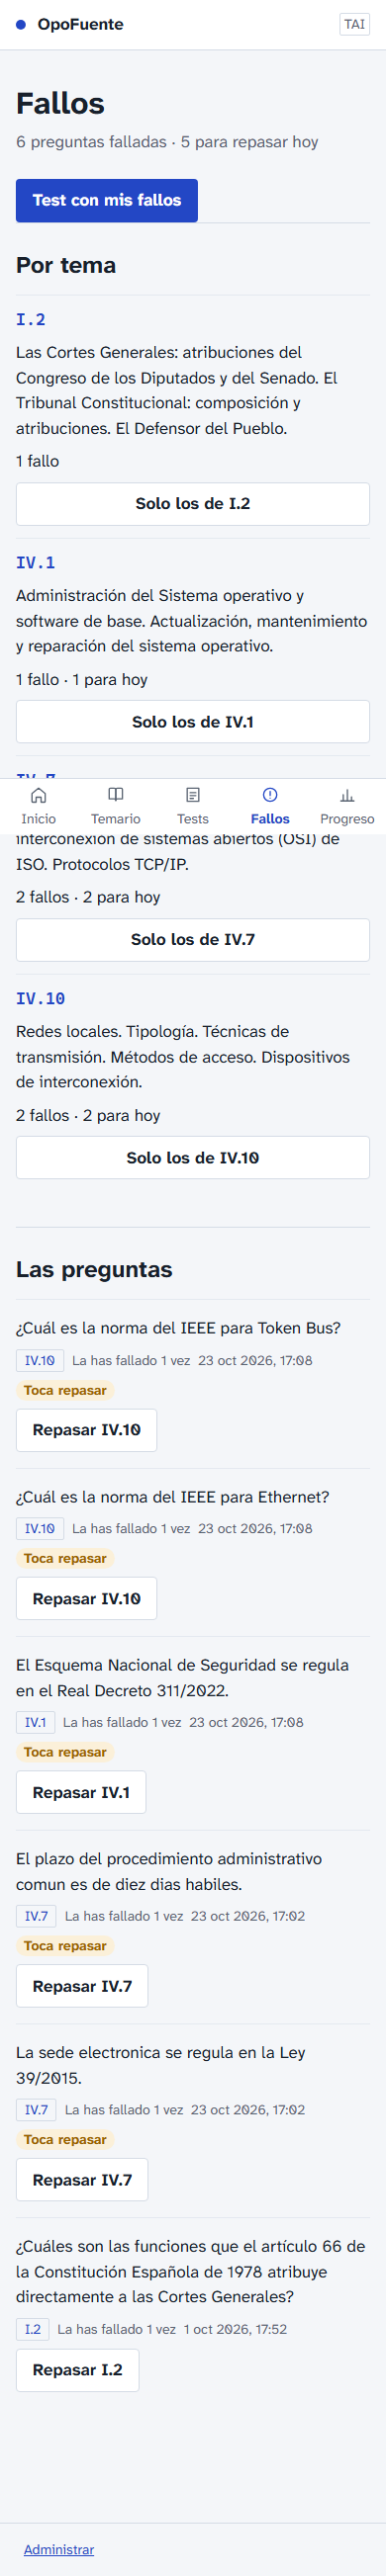 OpoFuente
TAI
Fallos
6 preguntas falladas · 5 para repasar hoy
Test con mis fallos
Por tema
I.2
Las Cortes Generales: atribuciones del
Congreso de los Diputados y del Senado. El
Tribunal Constitucional: composición y
atribuciones. El Defensor del Pueblo.
1 fallo
Solo los de I.2
IV.1
Administración del Sistema operativo y
software de base. Actualización, mantenimiento
y reparación del sistema operativo.
1 fallo · 1 para hoy
Solo los de IV.1
Inicio
Temario
Tests
Fallos
Progreso
interconexión de sistemas abiertos (OSI) de
ISO. Protocolos TCP/IP.
2 fallos · 2 para hoy
Solo los de IV.7
IV.10
Redes locales. Tipología. Técnicas de
transmisión. Métodos de acceso. Dispositivos
de interconexión.
2 fallos · 2 para hoy
Solo los de IV.10
Las preguntas
¿Cuál es la norma del IEEE para Token Bus?
IV.10 La has fallado 1 vez 23 oct 2026, 17:08
Toca repasar
Repasar IV.10
¿Cuál es la norma del IEEE para Ethernet?
IV.10 La has fallado 1 vez 23 oct 2026, 17:08
Toca repasar
Repasar IV.10
El Esquema Nacional de Seguridad se regula
en el Real Decreto 311/2022.
IV.1 La has fallado 1 vez 23 oct 2026, 17:08
Toca repasar
Repasar IV.1
El plazo del procedimiento administrativo
comun es de diez dias habiles.
IV.7 La has fallado 1 vez 23 oct 2026, 17:02
Toca repasar
Repasar IV.7
La sede electronica se regula en la Ley
39/2015.
IV.7 La has fallado 1 vez 23 oct 2026, 17:02
Toca repasar
Repasar IV.7
¿Cuáles son las funciones que el artículo 66 de
la Constitución Española de 1978 atribuye
directamente a las Cortes Generales?
I.2 La has fallado 1 vez 1 oct 2026, 17:52
Repasar I.2
Administrar